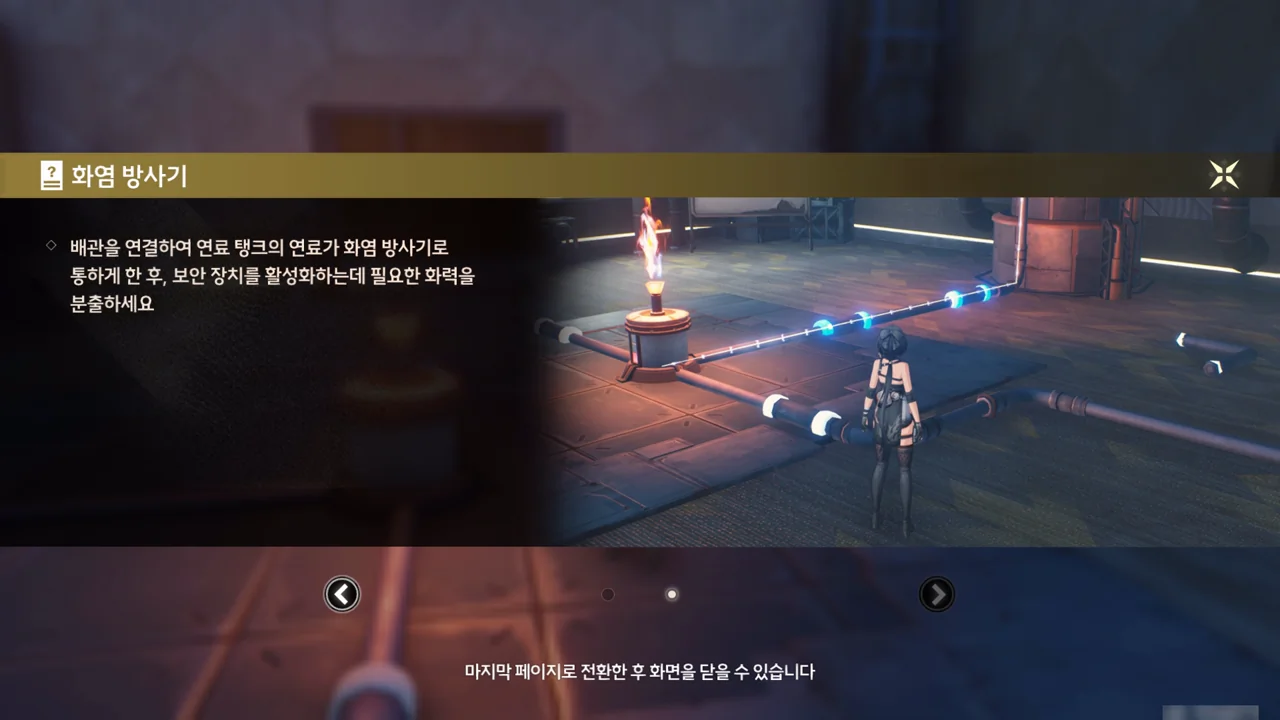 화염 방사기
배관을 연결하여 연료 탱크의 연료가 화염 방사기로
통하게 한 후, 보안 장치를 활성화하는데 필요한 화력을
분출하세요
마지막 페이지로 전환한 후 화면을 닫을 수 있습니다